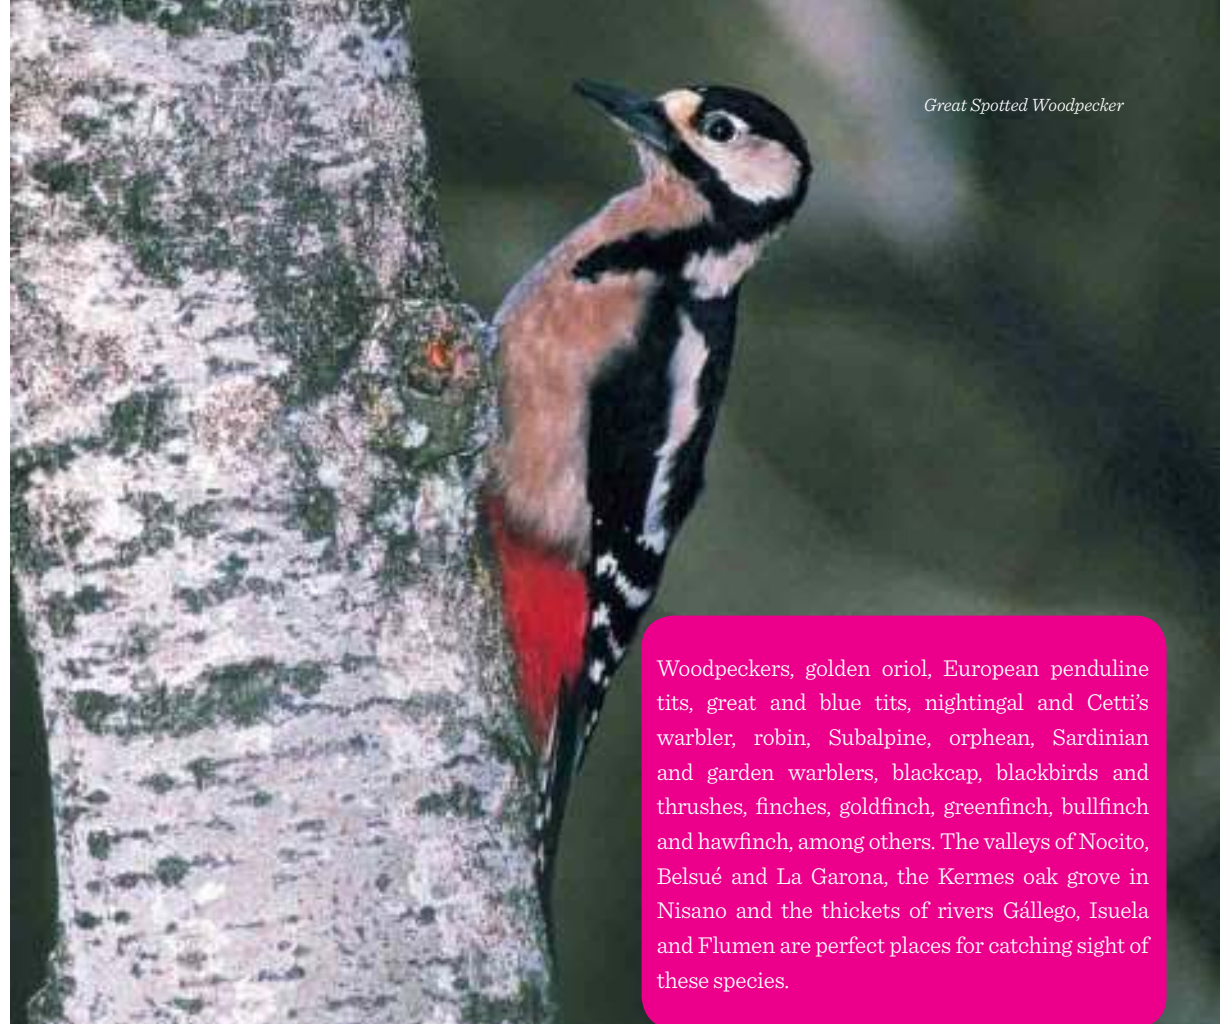 Great Spotted Woodpecker
Woodpeckers, golden oriol, European penduline
tits, great and blue tits, nightingal and Cetti's
warbler, robin, Subalpine, orphean, Sardinian
and garden warblers, blackcap, blackbirds and
thrushes, finches, goldfinch, greenfinch, bullfinch
and hawfinch, among others. The valleys of Nocito,
Belsué and La Garona, the Kermes oak grove in
Nisano and the thickets of rivers Gállego, Isuela
and Flumen are perfect places for catching sight of
these species.